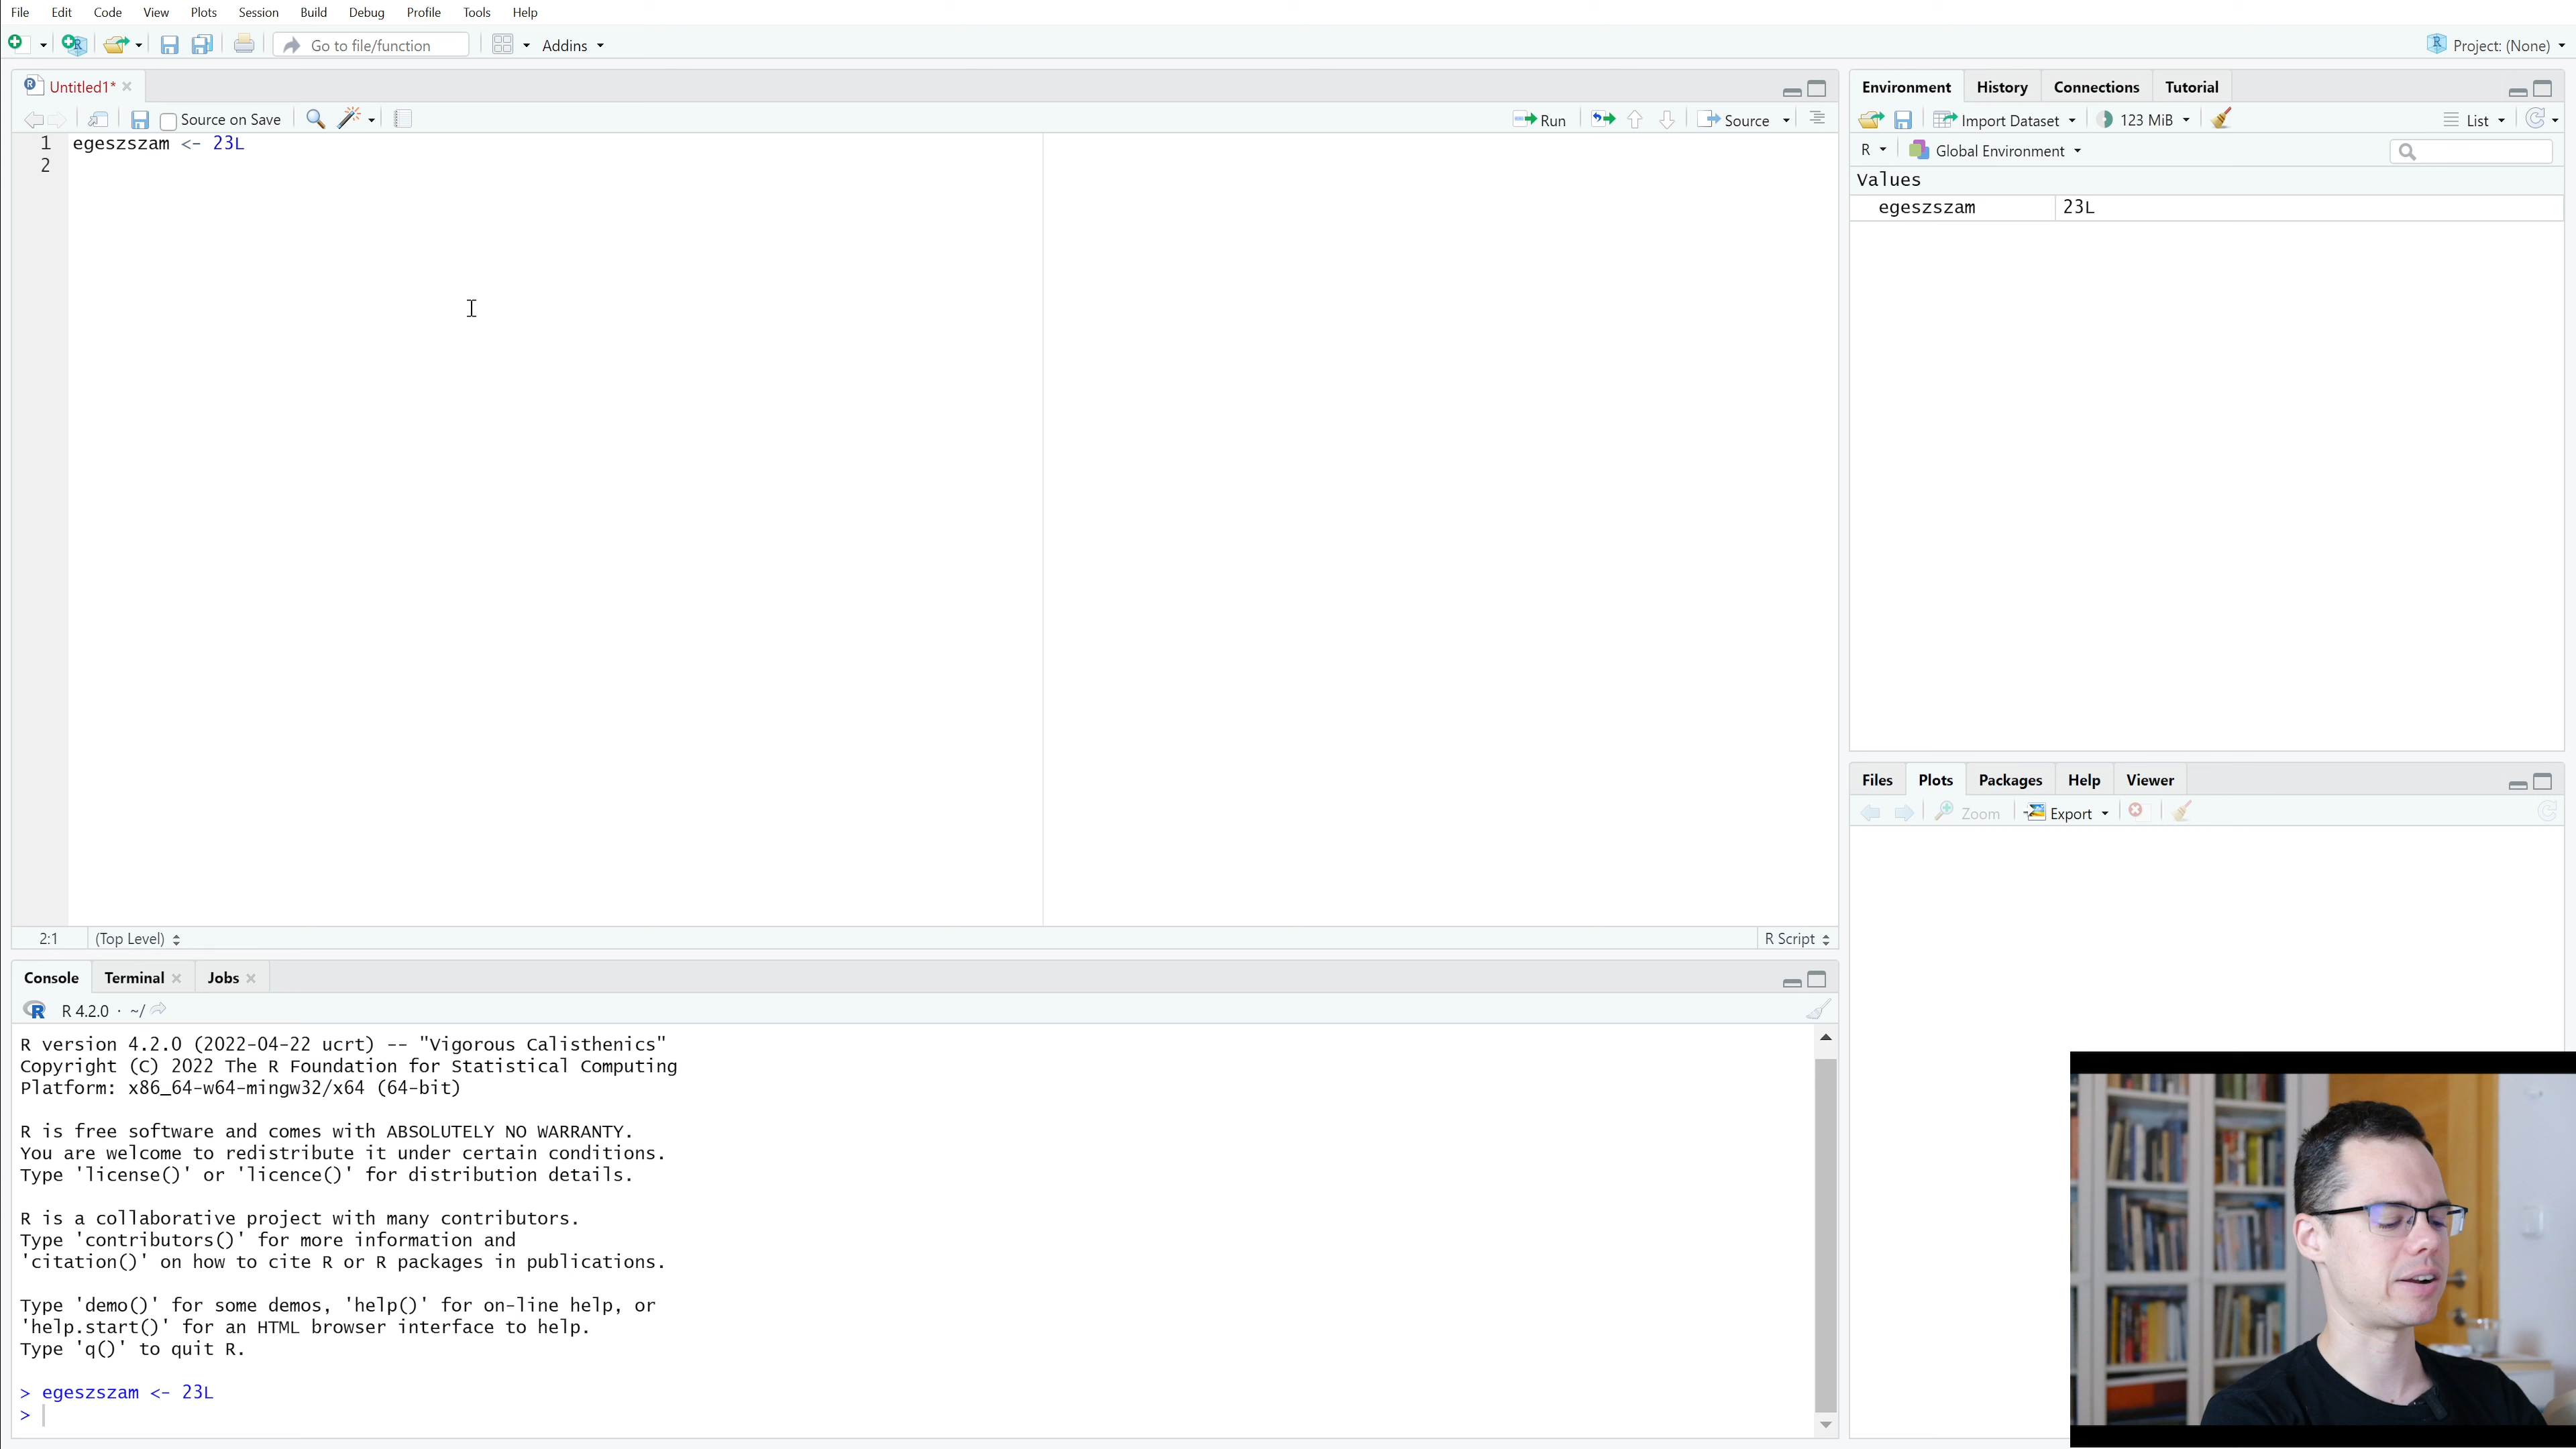 File Edit Code View Plots Session Build Debug Profile Tools Help
Go to file/function Addins Project: (None)
Untitled1*
Source on Save Run Source
1 egeszszam <- 23L
2
2:1 (Top Level) R Script
Console Terminal Jobs
R 4.2.0 · ~/
R version 4.2.0 (2022-04-22 ucrt) -- "Vigorous Calisthenics"
Copyright (C) 2022 The R Foundation for Statistical Computing
Platform: x86_64-w64-mingw32/x64 (64-bit)
R is free software and comes with ABSOLUTELY NO WARRANTY.
You are welcome to redistribute it under certain conditions.
Type 'license()' or 'licence()' for distribution details.
R is a collaborative project with many contributors.
Type 'contributors()' for more information and
'citation()' on how to cite R or R packages in publications.
Type 'demo()' for some demos, 'help()' for on-line help, or
'help.start()' for an HTML browser interface to help.
Type 'q()' to quit R.
> egeszszam <- 23L
>
Environment History Connections Tutorial
Import Dataset 123 MiB List
R Global Environment
Values
egeszszam 23L
Files Plots Packages Help Viewer
Zoom Export